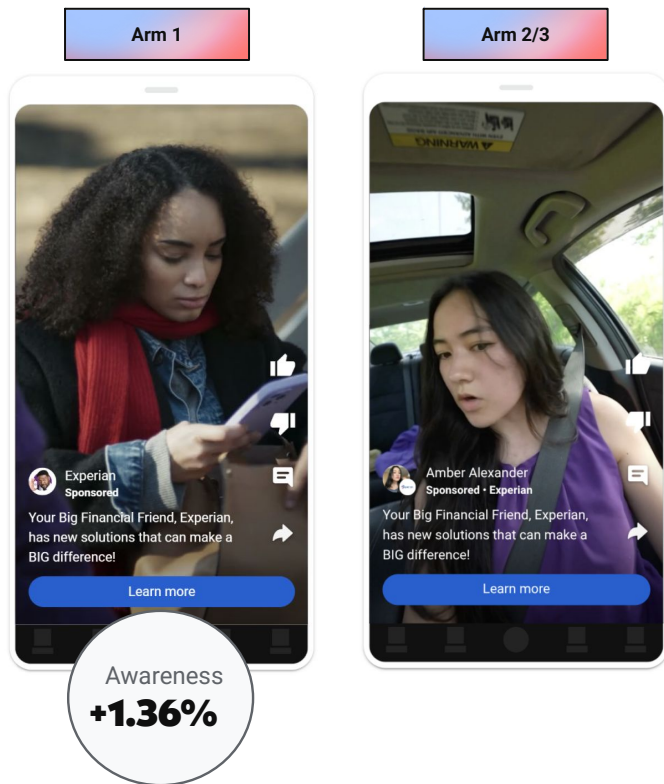 Arm 1
Experian
Sponsored
Your Big Financial Friend, Experian,
has new solutions that can make a
BIG difference!
Learn more
Awareness
+1.36%
Arm 2/3
WARNING
Amber Alexander
Sponsored • Experian
Your Big Financial Friend, Experian,
has new solutions that can make a
BIG difference!
Learn more